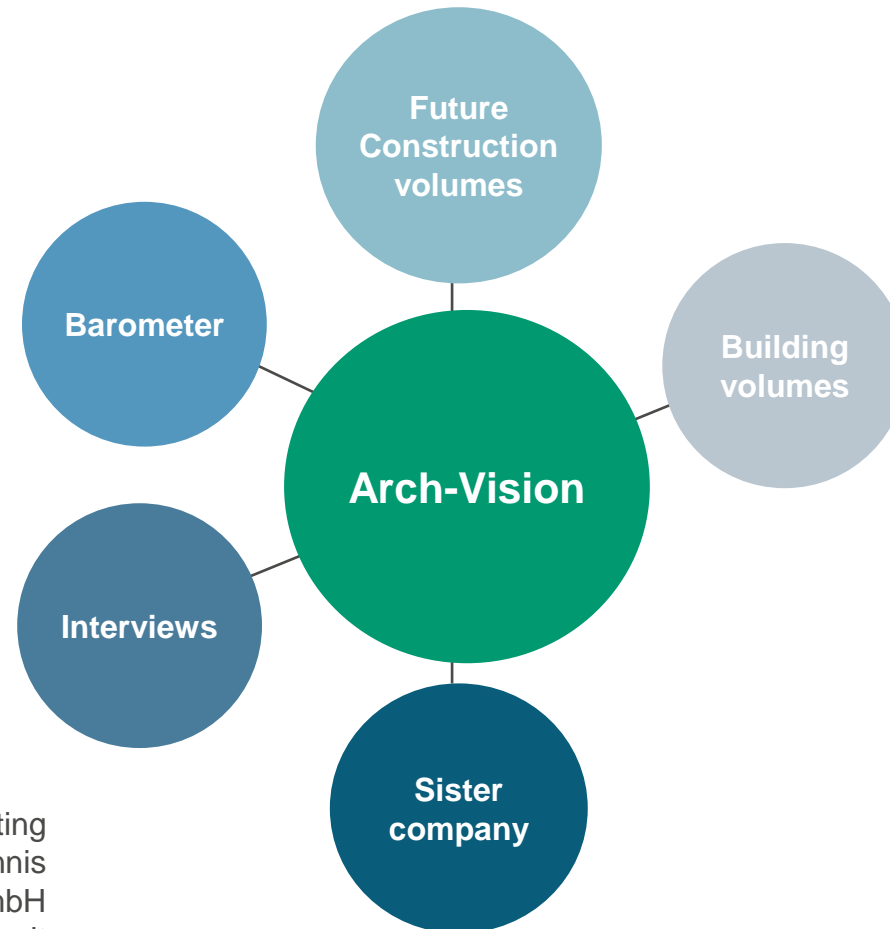 Future
Construction
volumes
Barometer
Building
volumes
Arch-Vision
Interviews
Sister
company